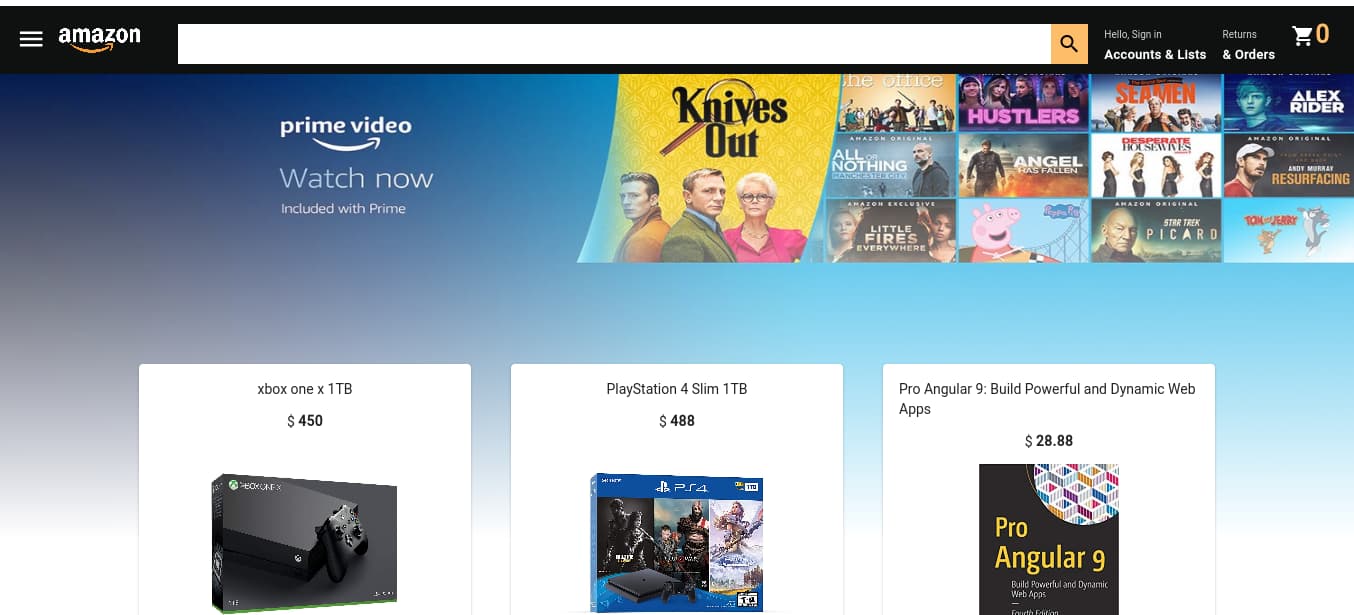 amazon
Hello, Sign in
Accounts & LIsts
Returns
& Orders
0
prime video
Watch now
Included with Prime
Knives
Out
the office
HUSTLERS
SEAMEN
ALEX
RIDER
AMAZON ORIGINAL
ALL OR
NOTHING
MANCHESTER CITY
ANGEL
HAS FALLEN
DESPERATE
HOUSEWIVES
AMAZON ORIGINAL
ANDY MURRAY
RESURFACING
AMAZON EXCLUSIVE
LITTLE
FIRES
EVERYWHERE
Peppa Pig
AMAZON ORIGINAL
STAR TREK
PICARD
TOM and JERRY
xbox one x 1TB
$ 450
XBOX ONE X
PlayStation 4 Slim 1TB
$ 488
SONY
PS4
1TB
Pro Angular 9: Build Powerful and Dynamic Web
Apps
$ 28.88
Pro
Angular 9
Build Powerful and Dynamic
Web Apps
Fourth Edition